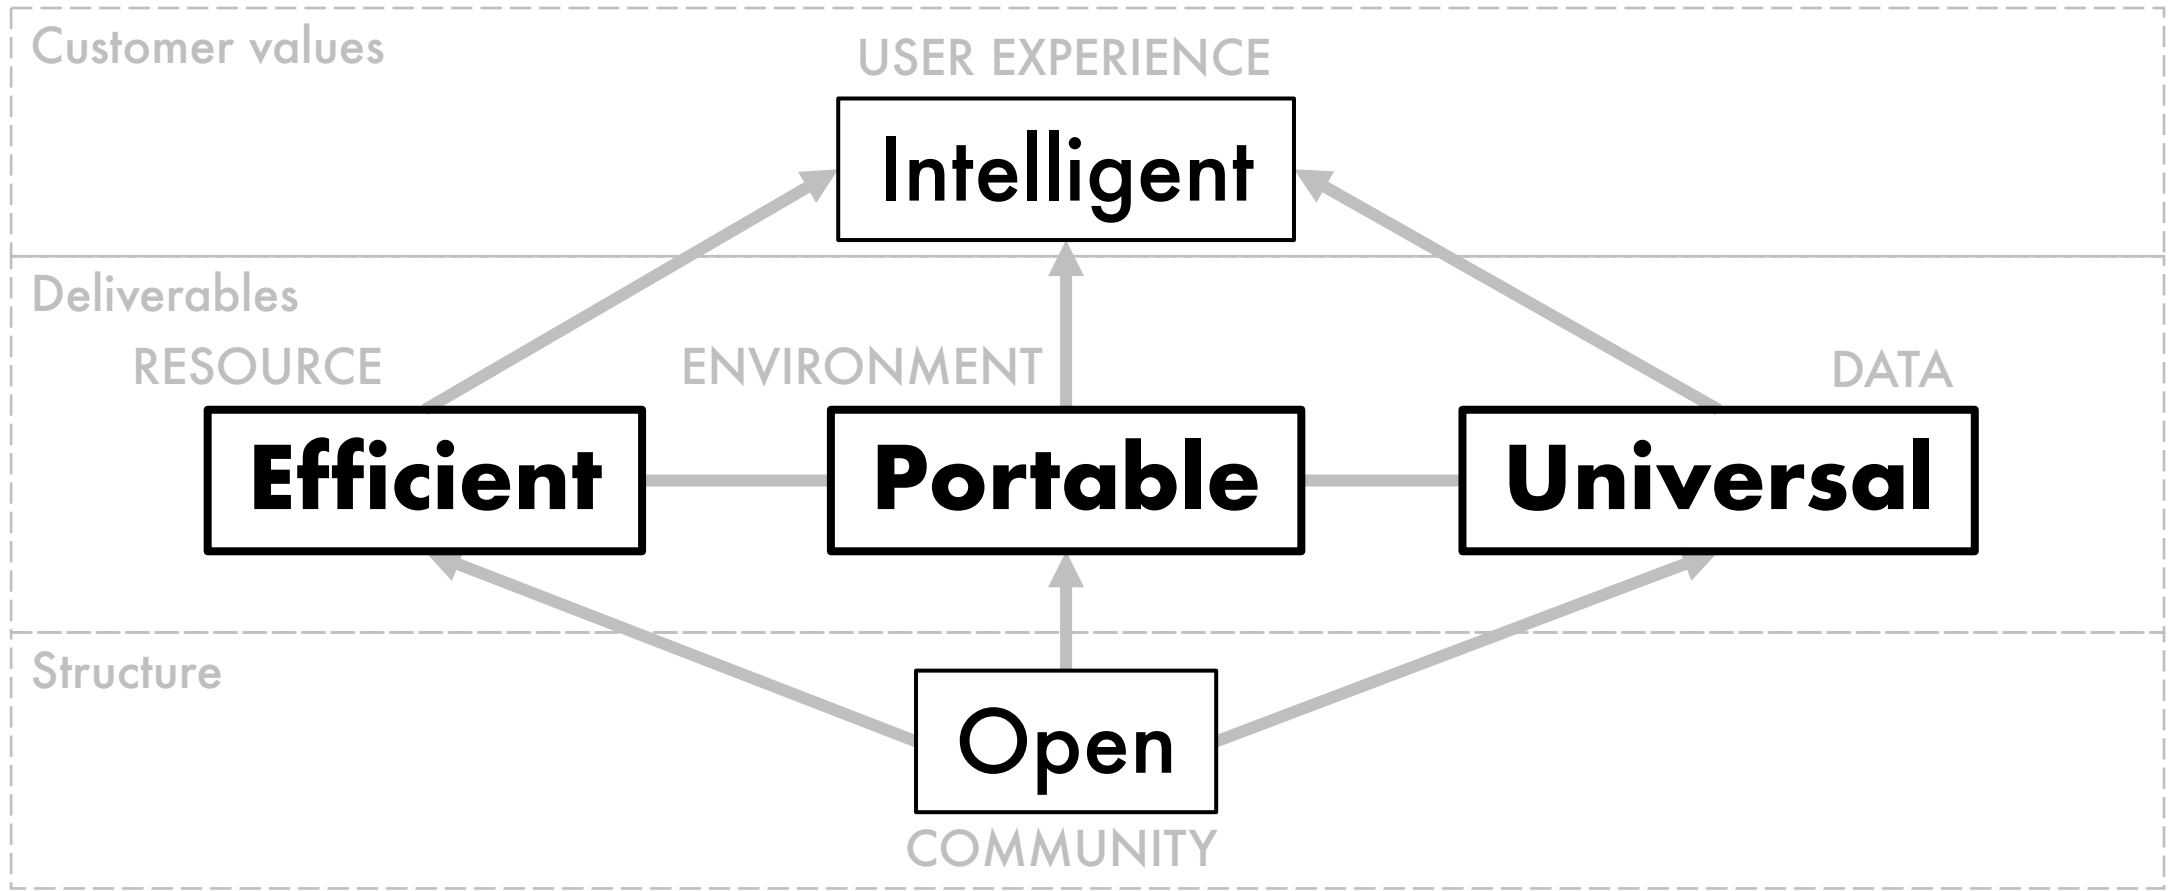 Customer values
USER EXPERIENCE
Intelligent
Deliverables
RESOURCE
ENVIRONMENT
DATA
Efficient
Portable
Universal
Structure
Open
COMMUNITY